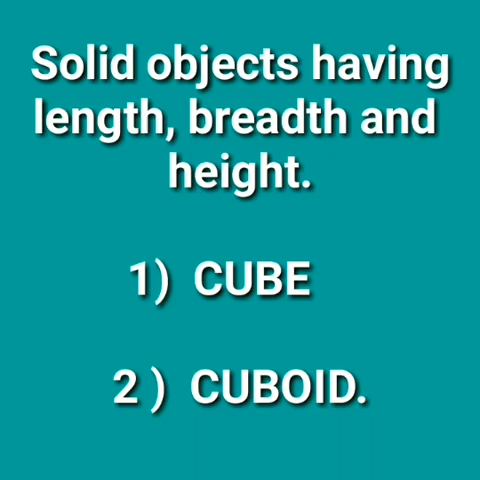 Solid objects having
length, breadth and
height.
1) CUBE
2 ) CUBOID.